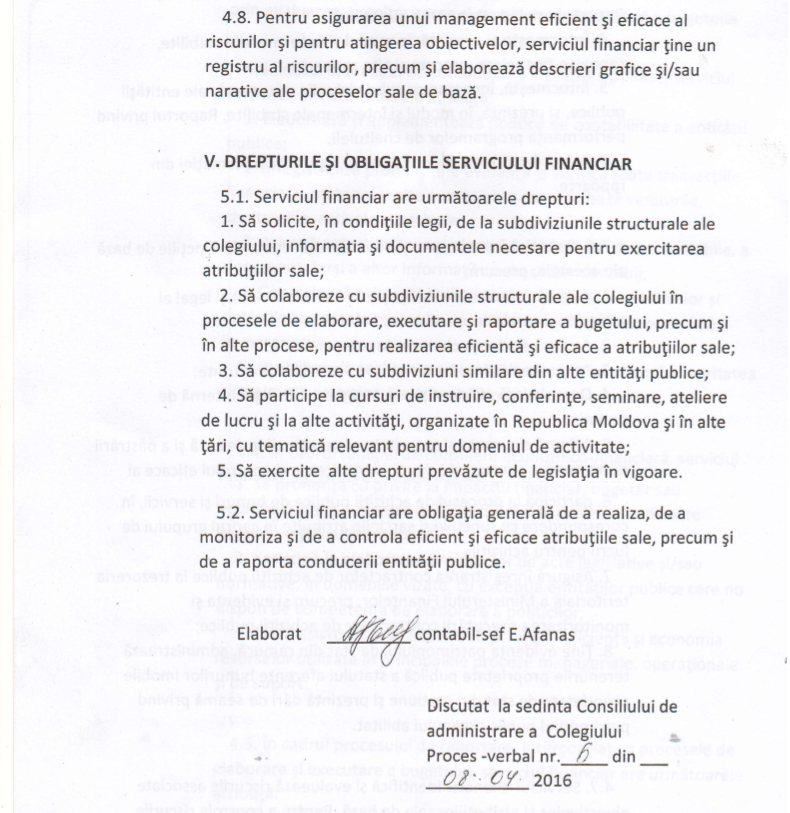 4.8. Pentru asigurarea unui management eficient şi eficace al
riscurilor şi pentru atingerea obiectivelor, serviciul financiar ţine un
registru al riscurilor, precum şi elaborează descrieri grafice şi/sau
narative ale proceselor sale de bază.
V. DREPTURILE ŞI OBLIGAŢIILE SERVICIULUI FINANCIAR
5.1. Serviciul financiar are următoarele drepturi:
1. Să solicite, în condiţiile legii, de la subdiviziunile structurale ale
colegiului, informaţia şi documentele necesare pentru exercitarea
atribuţiilor sale;
2. Să colaboreze cu subdiviziunile structurale ale colegiului în
procesele de elaborare, executare şi raportare a bugetului, precum şi
în alte procese, pentru realizarea eficientă şi eficace a atribuţiilor sale;
3. Să colaboreze cu subdiviziuni similare din alte entităţi publice;
4. Să participe la cursuri de instruire, conferinţe, seminare, ateliere
de lucru şi la alte activităţi, organizate în Republica Moldova şi în alte
ţări, cu tematică relevant pentru domeniul de activitate;
5. Să exercite alte drepturi prevăzute de legislaţia în vigoare.
5.2. Serviciul financiar are obligaţia generală de a realiza, de a
monitoriza şi de a controla eficient şi eficace atribuţiile sale, precum şi
de a raporta conducerii entităţii publice.
Elaborat contabil-sef E.Afanas
Discutat la sedinta Consiliului de
administrare a Colegiului
Proces -verbal nr. 6 din
08. 04. 2016